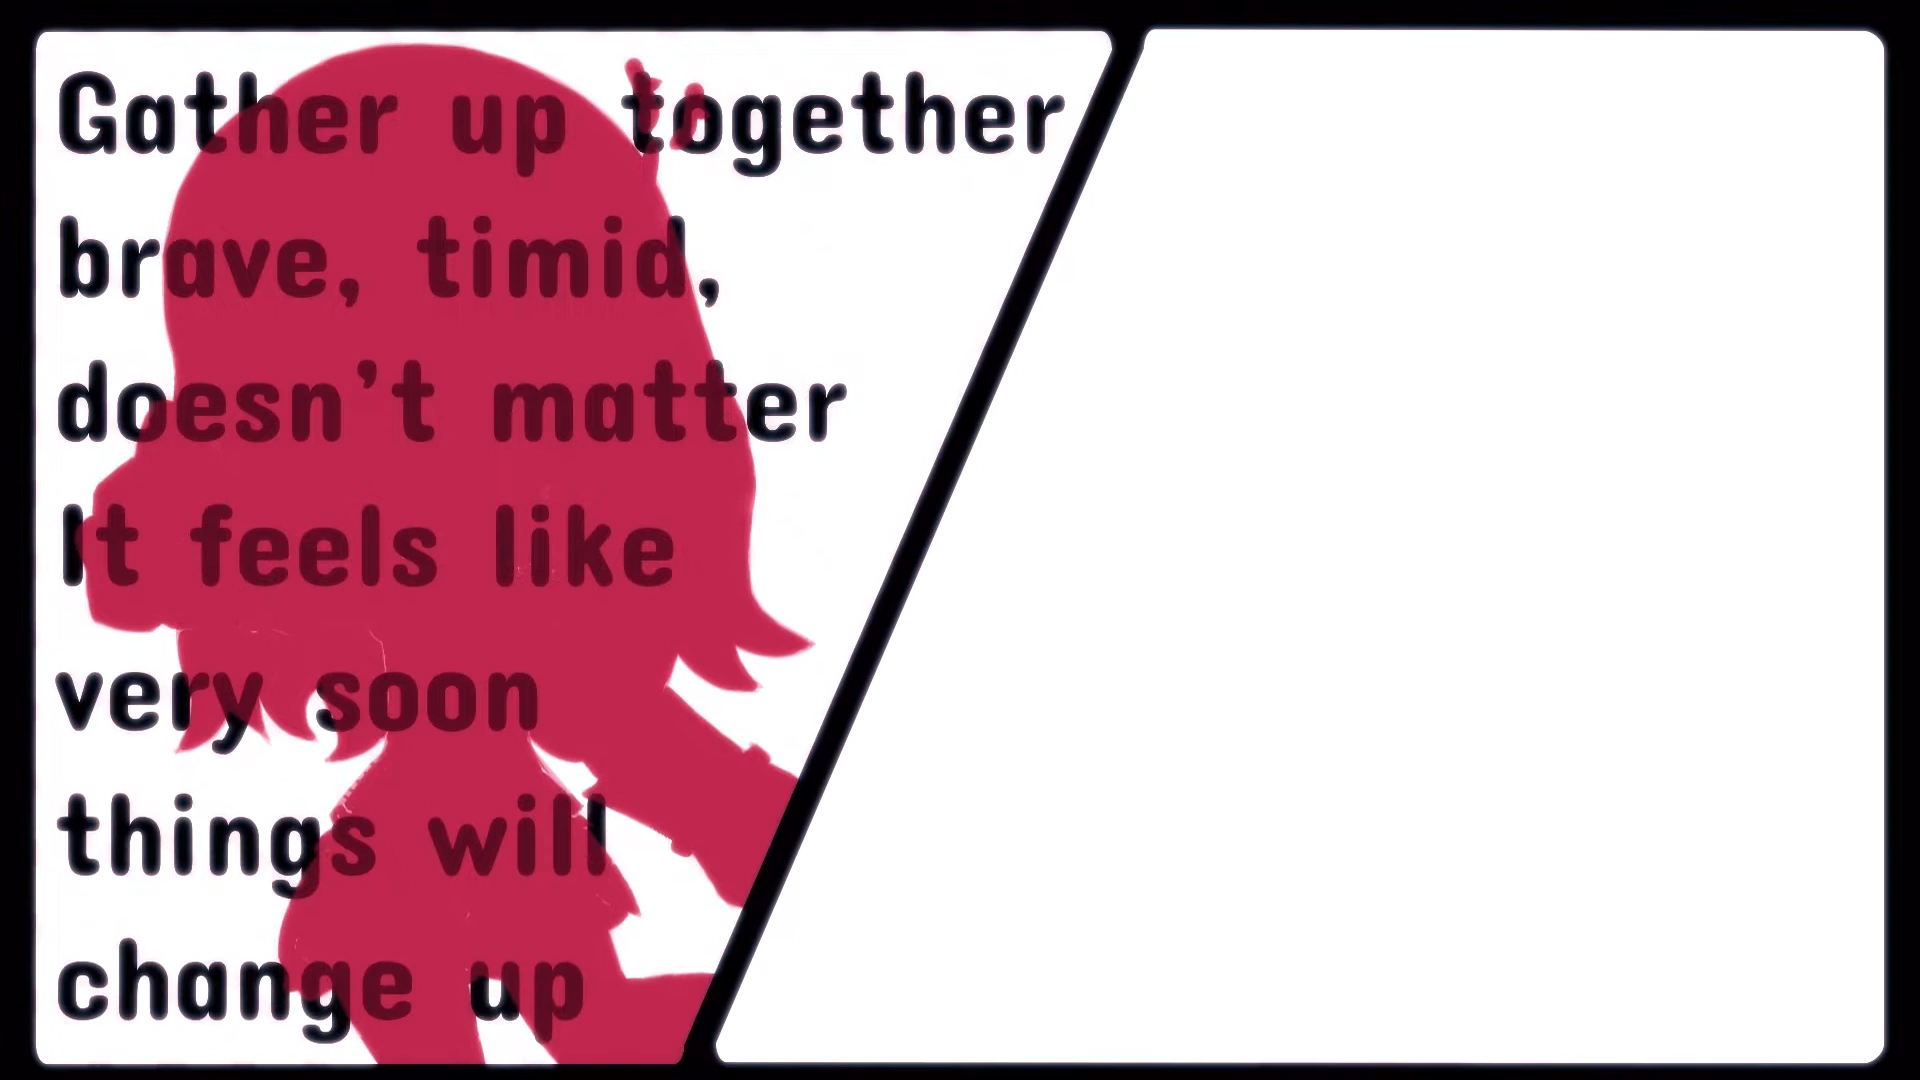 Gather up together
brave, timid,
doesn't matter
It feels like
very soon
things will
change up